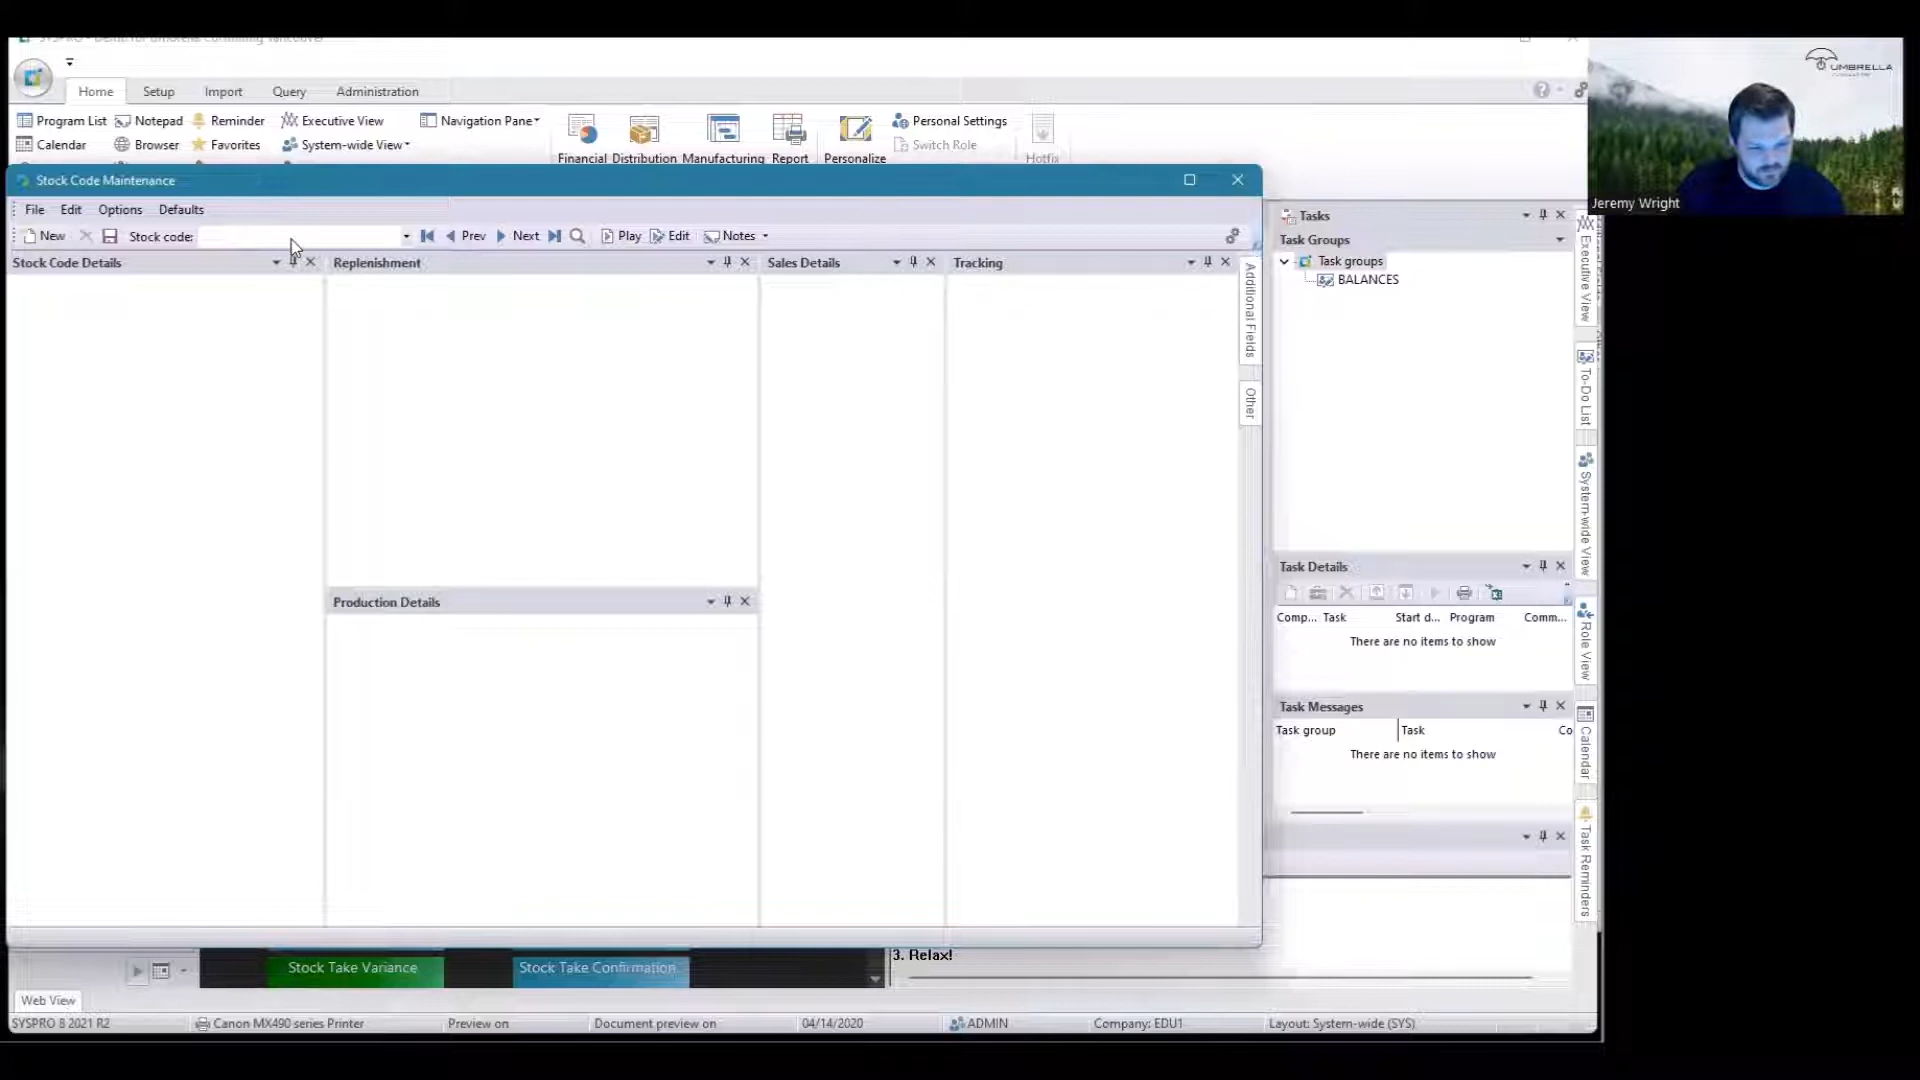 UMBRELLA
Home Setup Import Query Administration
Program List Notepad Reminder Executive View Navigation Pane Personal Settings
Calendar Browser Favorites System-wide View Switch Role
Financial Distribution Manufacturing Report Personalize Hotfix
Jeremy Wright
Stock Code Maintenance
File Edit Options Defaults
New Stock code: Prev Next Play Edit Notes
Stock Code Details Replenishment Sales Details Tracking
Production Details
Additional Fields
Other
Tasks
Task Groups
Task groups
BALANCES
Task Details
Comp... Task Start d... Program Comm...
There are no items to show
Task Messages
Task group Task Co
There are no items to show
Executive View
To-Do List
System-wide View
Role View
Calendar
Task Reminders
Stock Take Variance Stock Take Confirmation
3. Relax!
Web View
SYSPRO 8 2021 R2 Canon MX490 series Printer Preview on Document preview on 04/14/2020 ADMIN Company: EDU1 Layout: System-wide (SYS)